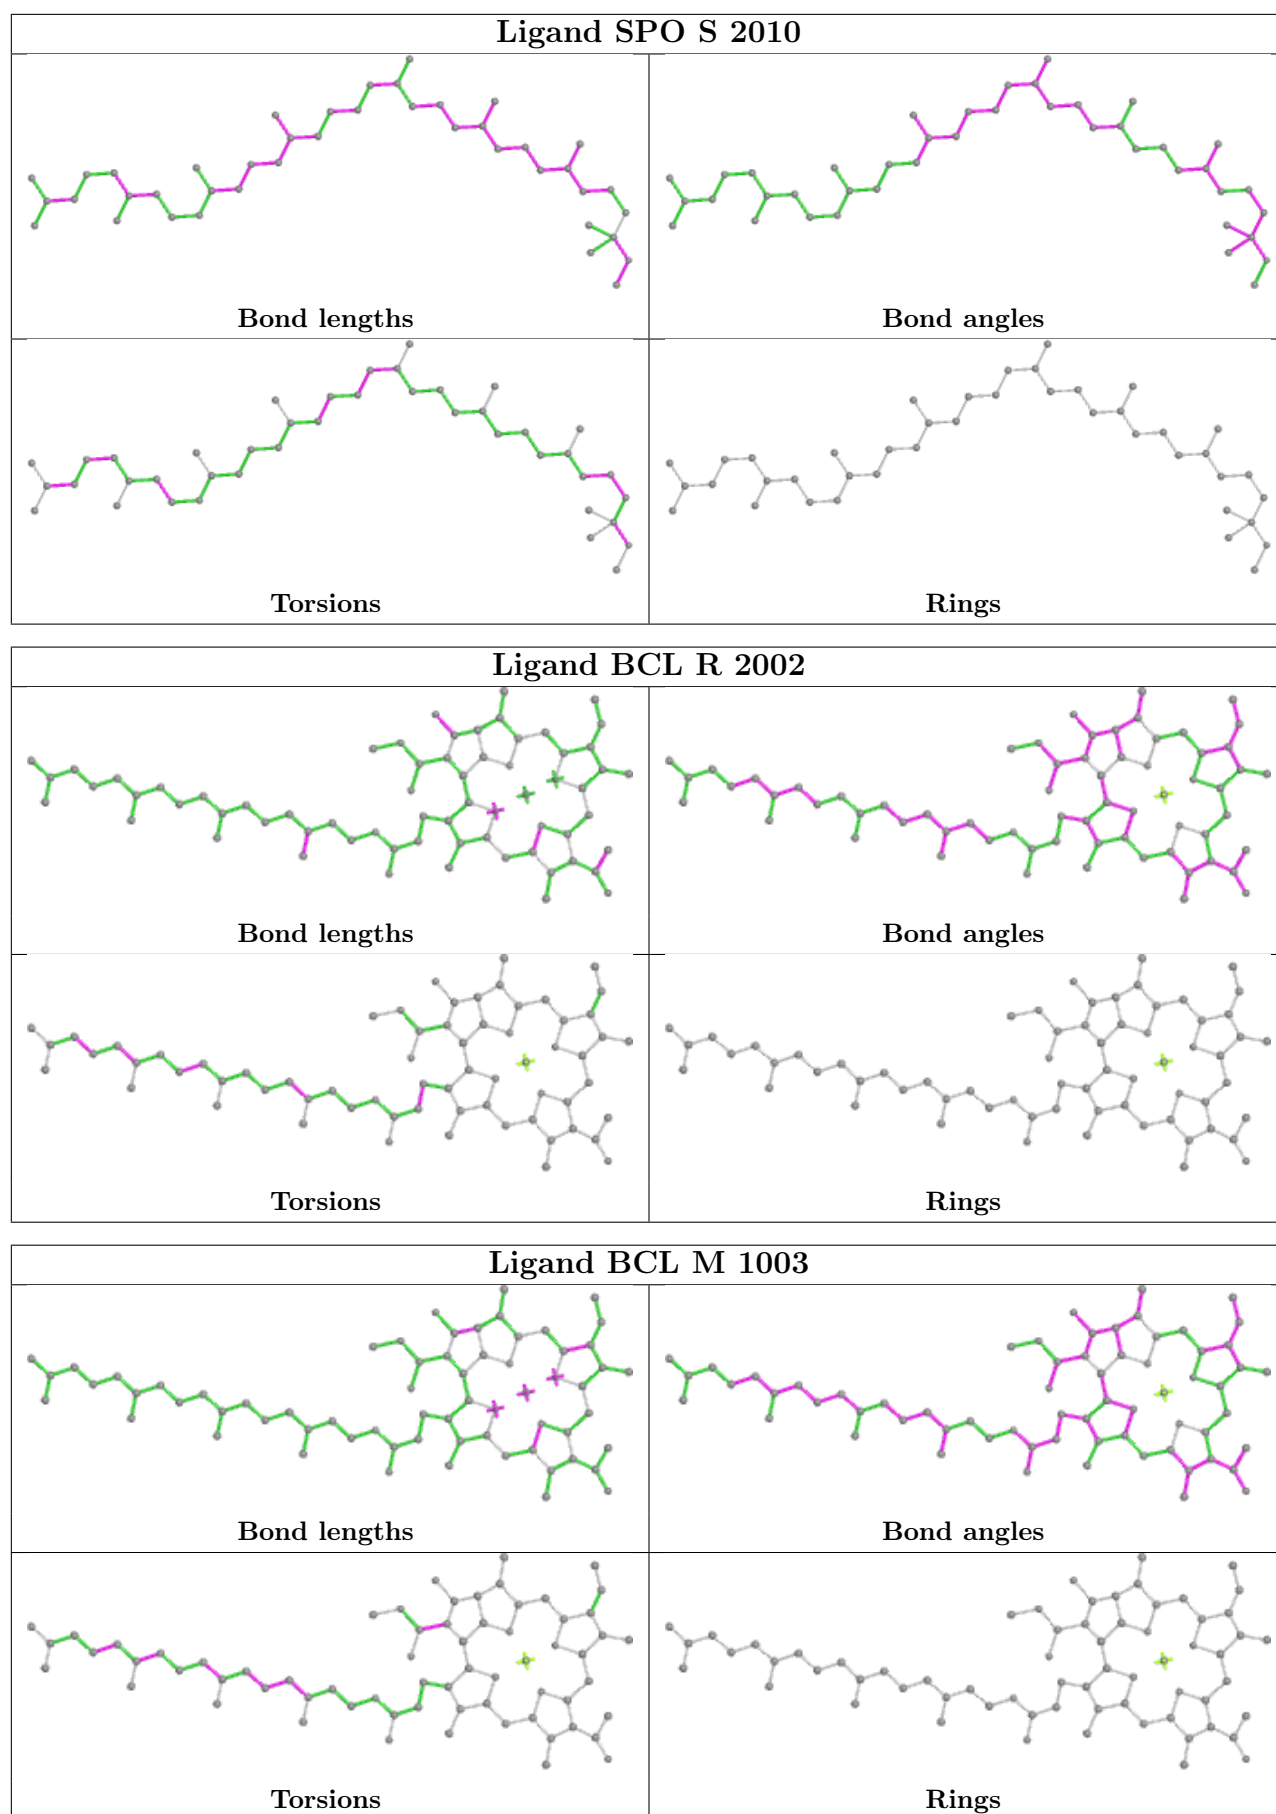 Ligand SPO S 2010
Bond lengths
Bond angles
Torsions
Rings
Ligand BCL R 2002
Bond lengths
Bond angles
Torsions
Rings
Ligand BCL M 1003
Bond lengths
Bond angles
Torsions
Rings